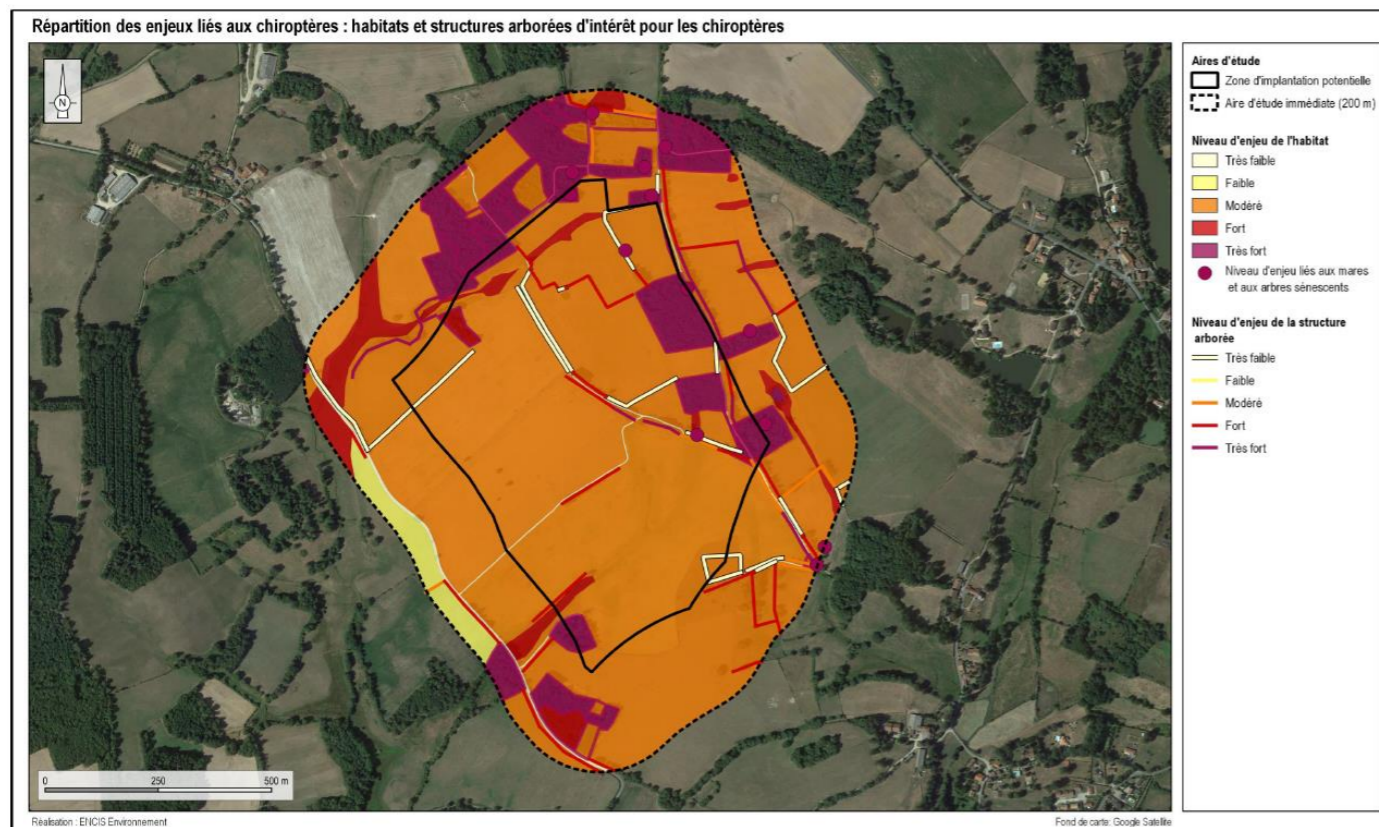 Répartition des enjeux liés aux chiroptères : habitats et structures arborées d'intérêt pour les chiroptères
N
Aires d'étude
Zone d'implantation potentielle
Aire d'étude immédiate (200 m)
Niveau d'enjeu de l'habitat
Très faible
Faible
Modéré
Fort
Très fort
Niveau d'enjeu liés aux mares
et aux arbres sénescents
Niveau d'enjeu de la structure
arborée
Très faible
Faible
Modéré
Fort
Très fort
0 250 500 m
Réalisation : ENCIS Environnement
Fond de carte: Google Satellite